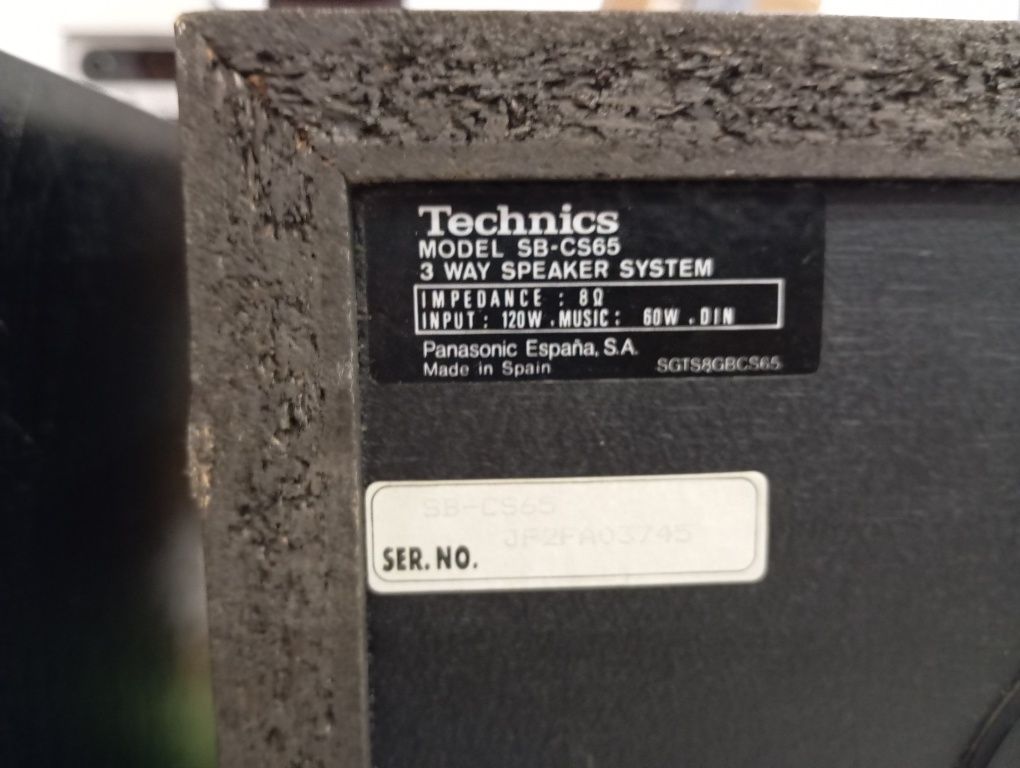 Technics
MODEL SB-CS65
3 WAY SPEAKER SYSTEM
IMPEDANCE : 8Ω
INPUT : 120W . MUSIC : 60W . DIN
Panasonic España, S.A.
Made in Spain SGTS8GBCS65
SB-CS65
JF2FA03745
SER. NO.